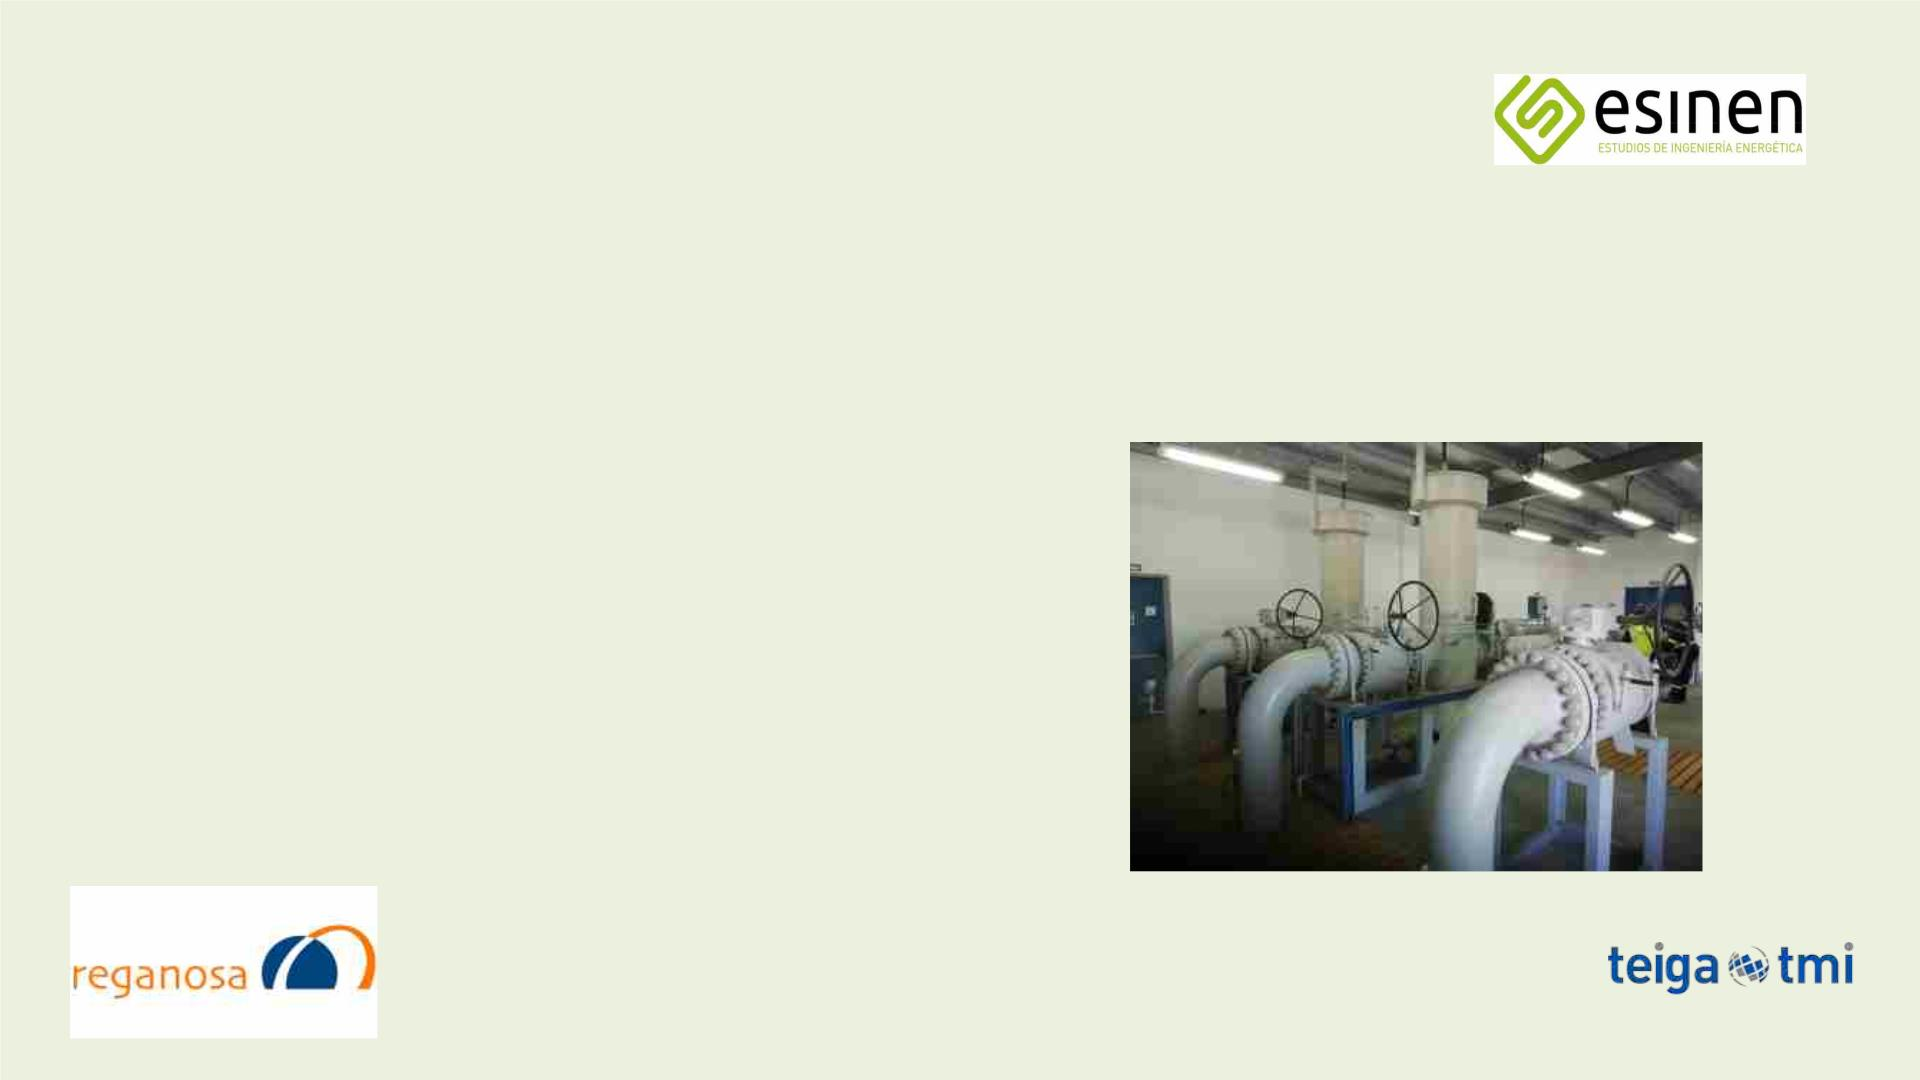 esinen
ESTUDIOS DE INGENIERÍA ENERGÉTICA
reganosa
teiga tmi